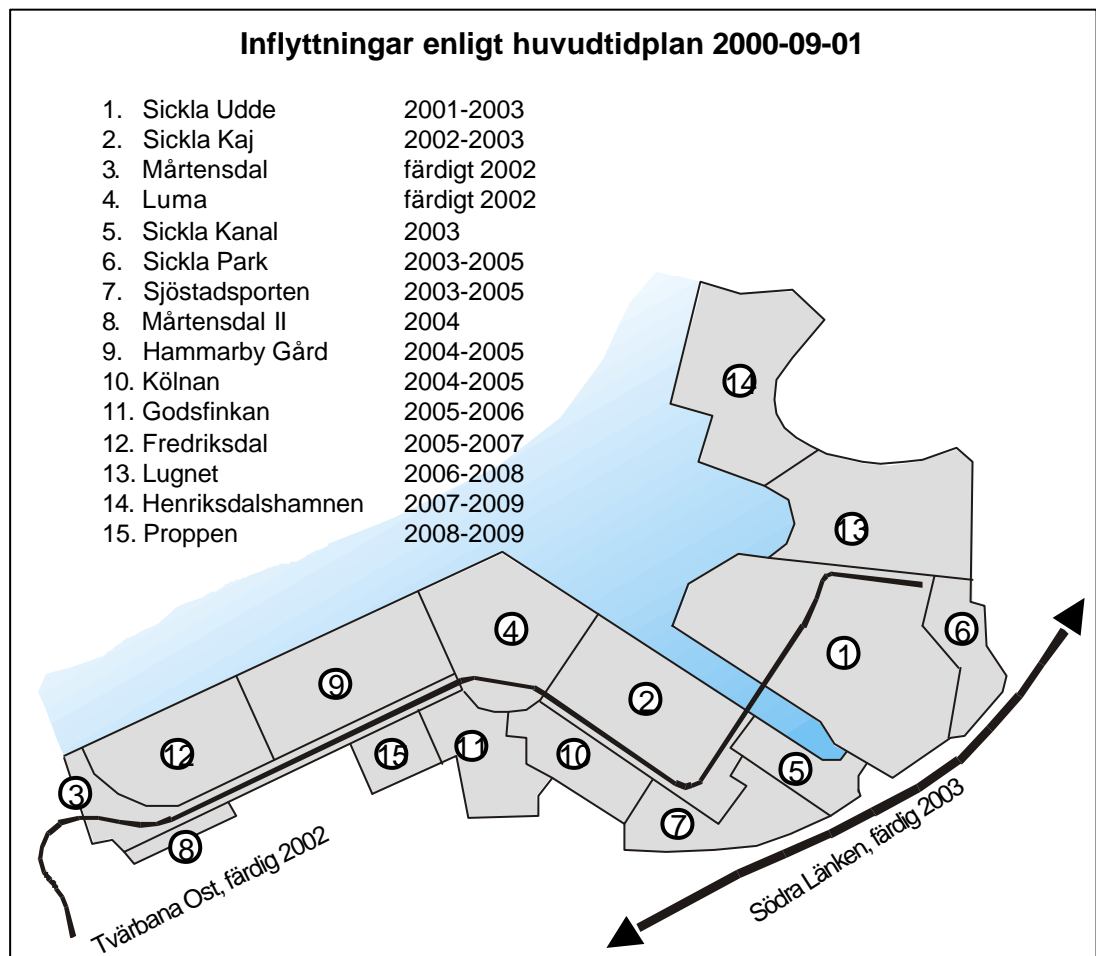 Inflyttningar enligt huvudtidplan 2000-09-01
1. Sickla Udde 2001-2003
2. Sickla Kaj 2002-2003
3. Mårtensdal färdigt 2002
4. Luma färdigt 2002
5. Sickla Kanal 2003
6. Sickla Park 2003-2005
7. Sjöstadsporten 2003-2005
8. Mårtensdal II 2004
9. Hammarby Gård 2004-2005
10. Kölnan 2004-2005
11. Godsfinkan 2005-2006
12. Fredriksdal 2005-2007
13. Lugnet 2006-2008
14. Henriksdalshamnen 2007-2009
15. Proppen 2008-2009
14
13
6
4
1
9
2
12
15
11
10
5
3
7
8
Tvärbana Ost, färdig 2002
Södra Länken, färdig 2003